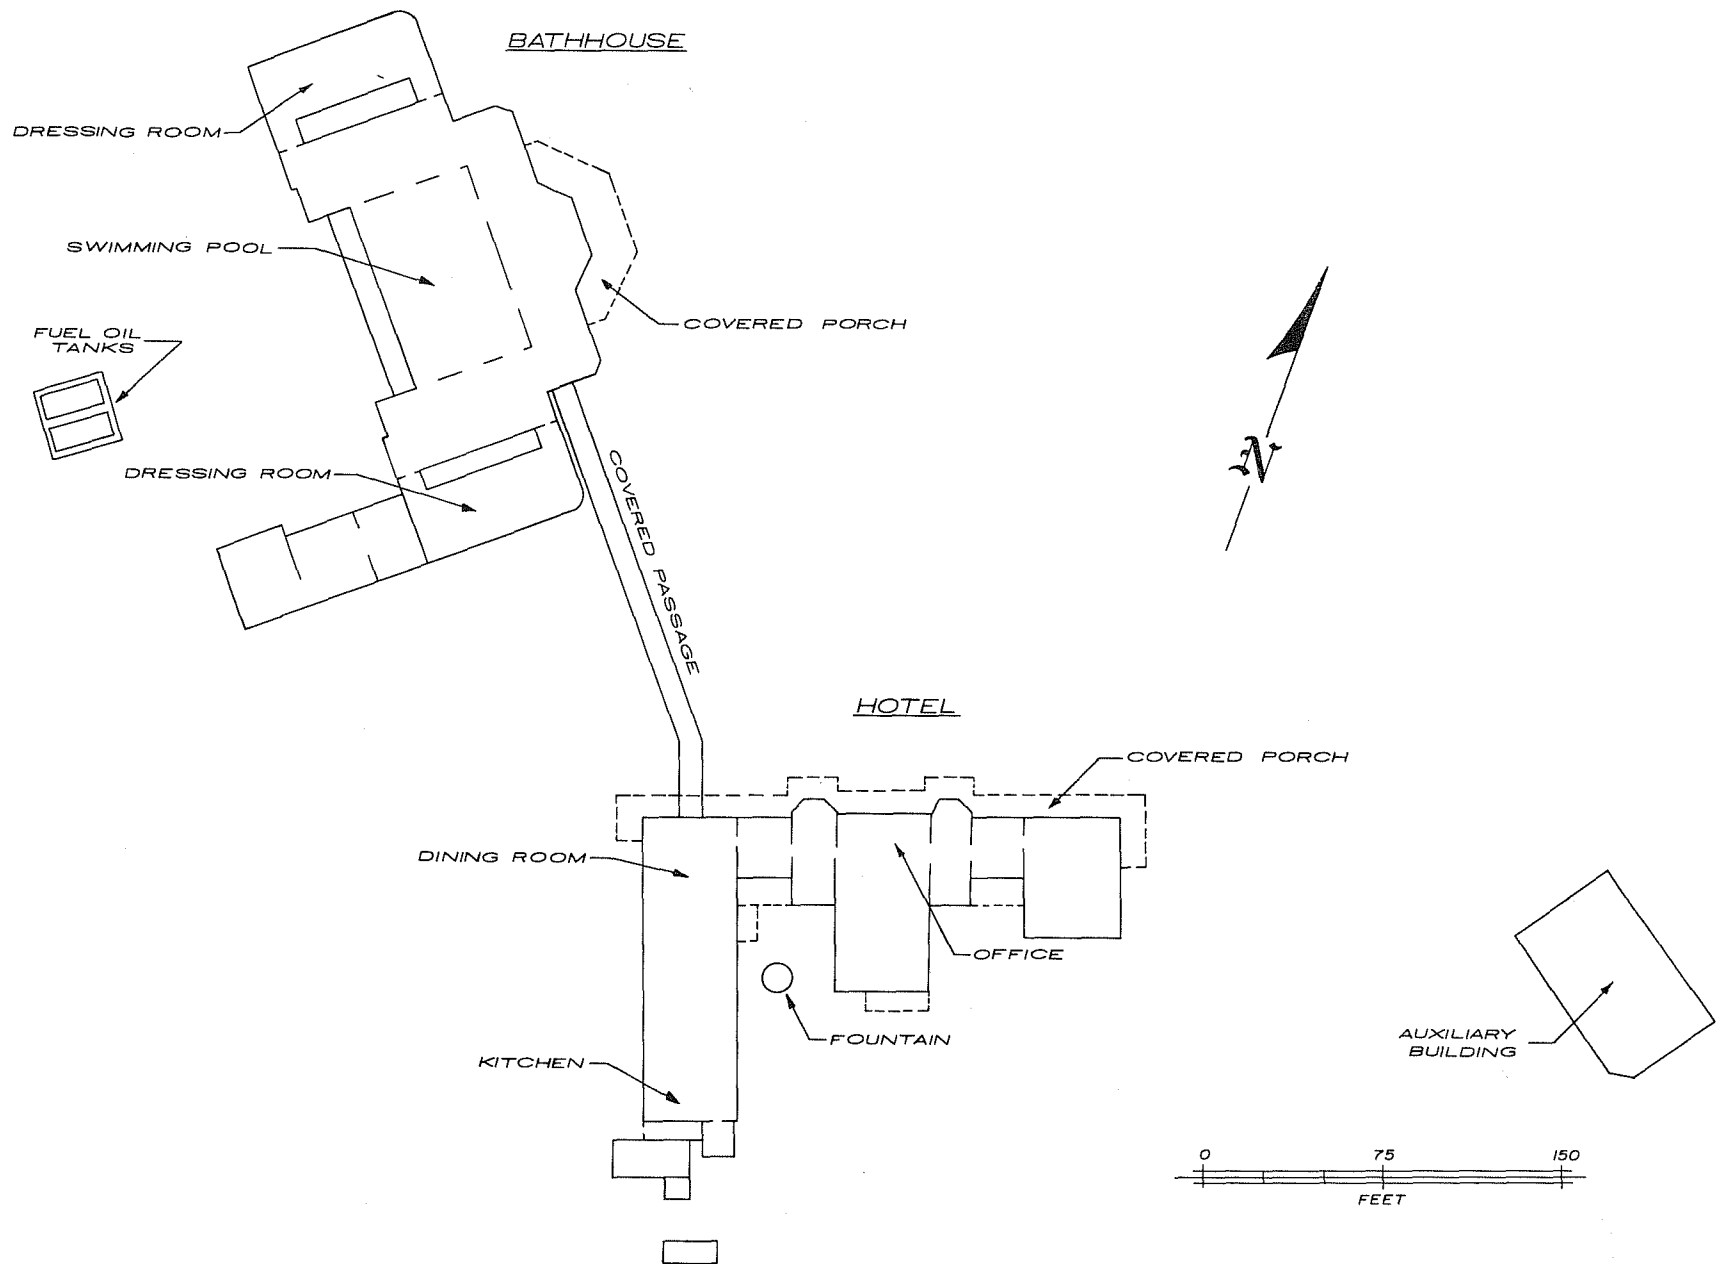 BATHHOUSE
DRESSING ROOM
SWIMMING POOL
FUEL OIL
TANKS
COVERED PORCH
DRESSING ROOM
COVERED PASSAGE
N
HOTEL
COVERED PORCH
DINING ROOM
OFFICE
FOUNTAIN
KITCHEN
AUXILIARY
BUILDING
0 75 150
FEET